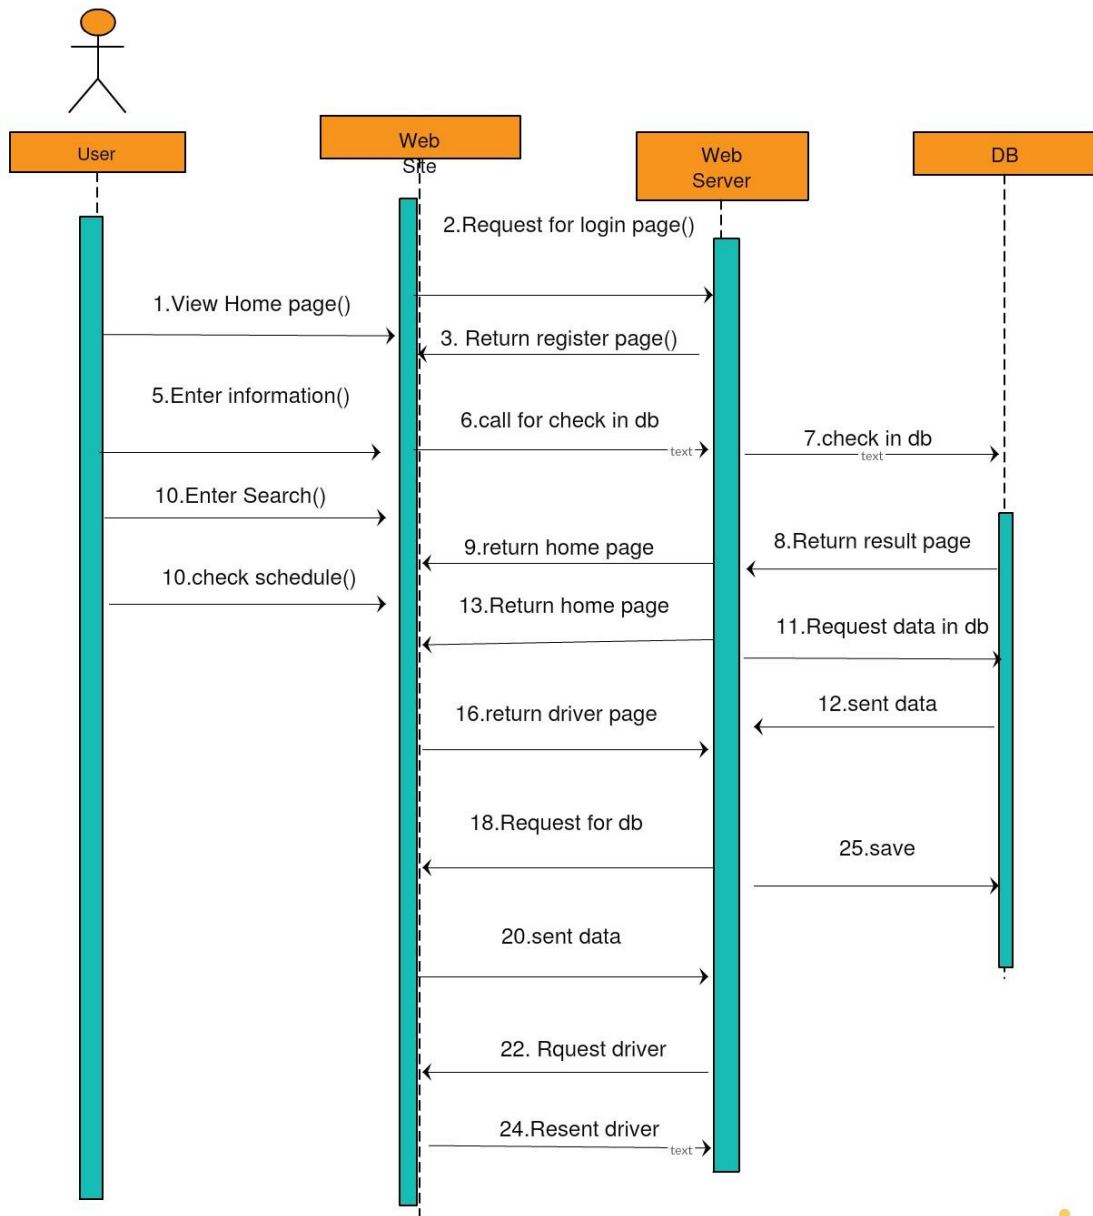 User
Web
Site
Web
Server
DB
2.Request for login page()
1.View Home page()
3. Return register page()
5.Enter information()
6.call for check in db
text
7.check in db
text
10.Enter Search()
9.return home page
8.Return result page
10.check schedule()
13.Return home page
11.Request data in db
16.return driver page
12.sent data
18.Request for db
25.save
20.sent data
22. Rquest driver
24.Resent driver
text